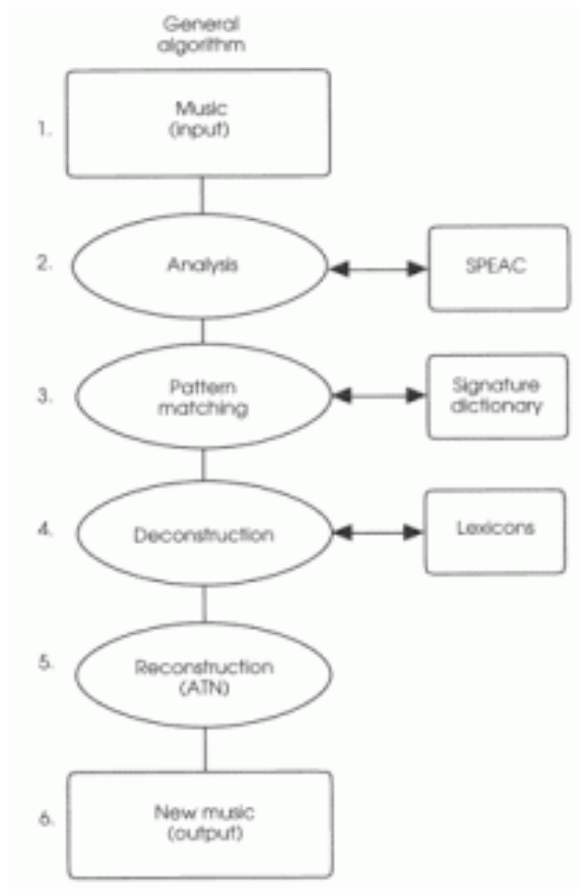 General
algorithm
1.
Music
(input)
2.
Analysis
SPEAC
3.
Pattern
matching
Signature
dictionary
4.
Deconstruction
Lexicons
5.
Reconstruction
(ATN)
6.
New music
(output)